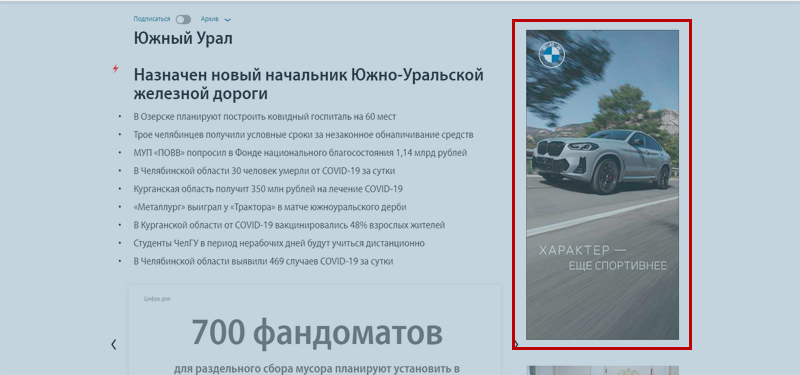 Подписаться Архив
Южный Урал
Назначен новый начальник Южно-Уральской
железной дороги
• В Озерске планируют построить ковидный госпиталь на 60 мест
• Трое челябинцев получили условные сроки за незаконное обналичивание средств
• МУП «ПОВВ» попросил в Фонде национального благосостояния 1,14 млрд рублей
• В Челябинской области 30 человек умерли от COVID-19 за сутки
• Курганская область получит 350 млн рублей на лечение COVID-19
• «Металлург» выиграл у «Трактора» в матче южноуральского дерби
• В Курганской области от COVID-19 вакцинировались 48% взрослых жителей
• Студенты ЧелГУ в период нерабочих дней будут учиться дистанционно
• В Челябинской области выявили 469 случаев COVID-19 за сутки
Цифра дня
700 фандоматов
для раздельного сбора мусора планируют установить в
ХАРАКТЕР —
ЕЩЕ СПОРТИВНЕЕ